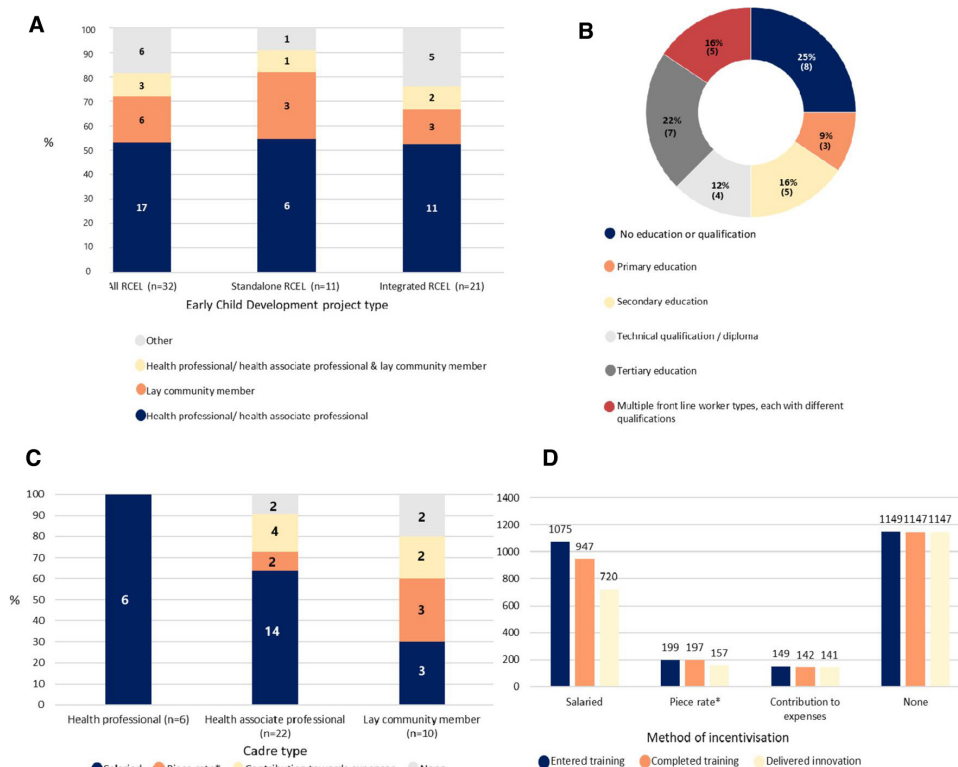 A
100
90
80
70
60
50
40
30
20
10
0
%
6
3
6
17
1
1
3
6
5
2
3
11
All RCEL (n=32)
Standalone RCEL (n=11)
Integrated RCEL (n=21)
Early Child Development project type
Other
Health professional/ health associate professional & lay community member
Lay community member
Health professional/ health associate professional
B
16%
(5)
25%
(8)
22%
(7)
9%
(3)
12%
(4)
16%
(5)
No education or qualification
Primary education
Secondary education
Technical qualification / diploma
Tertiary education
Multiple front line worker types, each with different
qualifications
C
100
90
80
70
60
50
40
30
20
10
0
%
6
2
4
2
14
2
2
3
3
Health professional (n=6)
Health associate professional
(n=22)
Lay community member
(n=10)
Cadre type
Salaried
Piece rate*
Contribution towards expenses
None
D
1400
1200
1000
800
600
400
200
0
1075
947
720
199
197
157
149
142
141
1149
1147
1147
Salaried
Piece rate*
Contribution to
expenses
None
Method of incentivisation
Entered training
Completed training
Delivered innovation